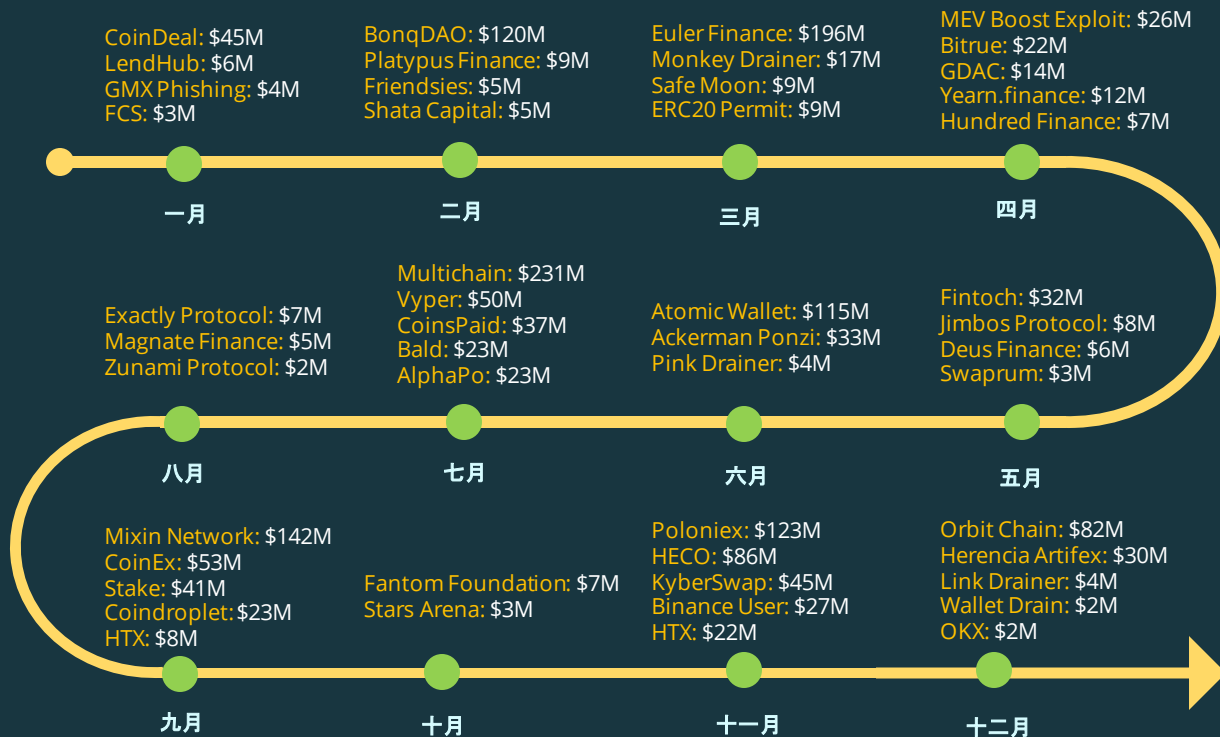 CoinDeal: $45M
LendHub: $6M
GMX Phishing: $4M
FCS: $3M
一月
BonqDAO: $120M
Platypus Finance: $9M
Friendsies: $5M
Shata Capital: $5M
二月
Euler Finance: $196M
Monkey Drainer: $17M
Safe Moon: $9M
ERC20 Permit: $9M
三月
MEV Boost Exploit: $26M
Bitrue: $22M
GDAC: $14M
Yearn.finance: $12M
Hundred Finance: $7M
四月
Fintoch: $32M
Jimbos Protocol: $8M
Deus Finance: $6M
Swaprum: $3M
五月
Atomic Wallet: $115M
Ackerman Ponzi: $33M
Pink Drainer: $4M
六月
Multichain: $231M
Vyper: $50M
CoinsPaid: $37M
Bald: $23M
AlphaPo: $23M
七月
Exactly Protocol: $7M
Magnate Finance: $5M
Zunami Protocol: $2M
八月
Mixin Network: $142M
CoinEx: $53M
Stake: $41M
Coindroplet: $23M
HTX: $8M
九月
Fantom Foundation: $7M
Stars Arena: $3M
十月
Poloniex: $123M
HECO: $86M
KyberSwap: $45M
Binance User: $27M
HTX: $22M
十一月
Orbit Chain: $82M
Herencia Artifex: $30M
Link Drainer: $4M
Wallet Drain: $2M
OKX: $2M
十二月